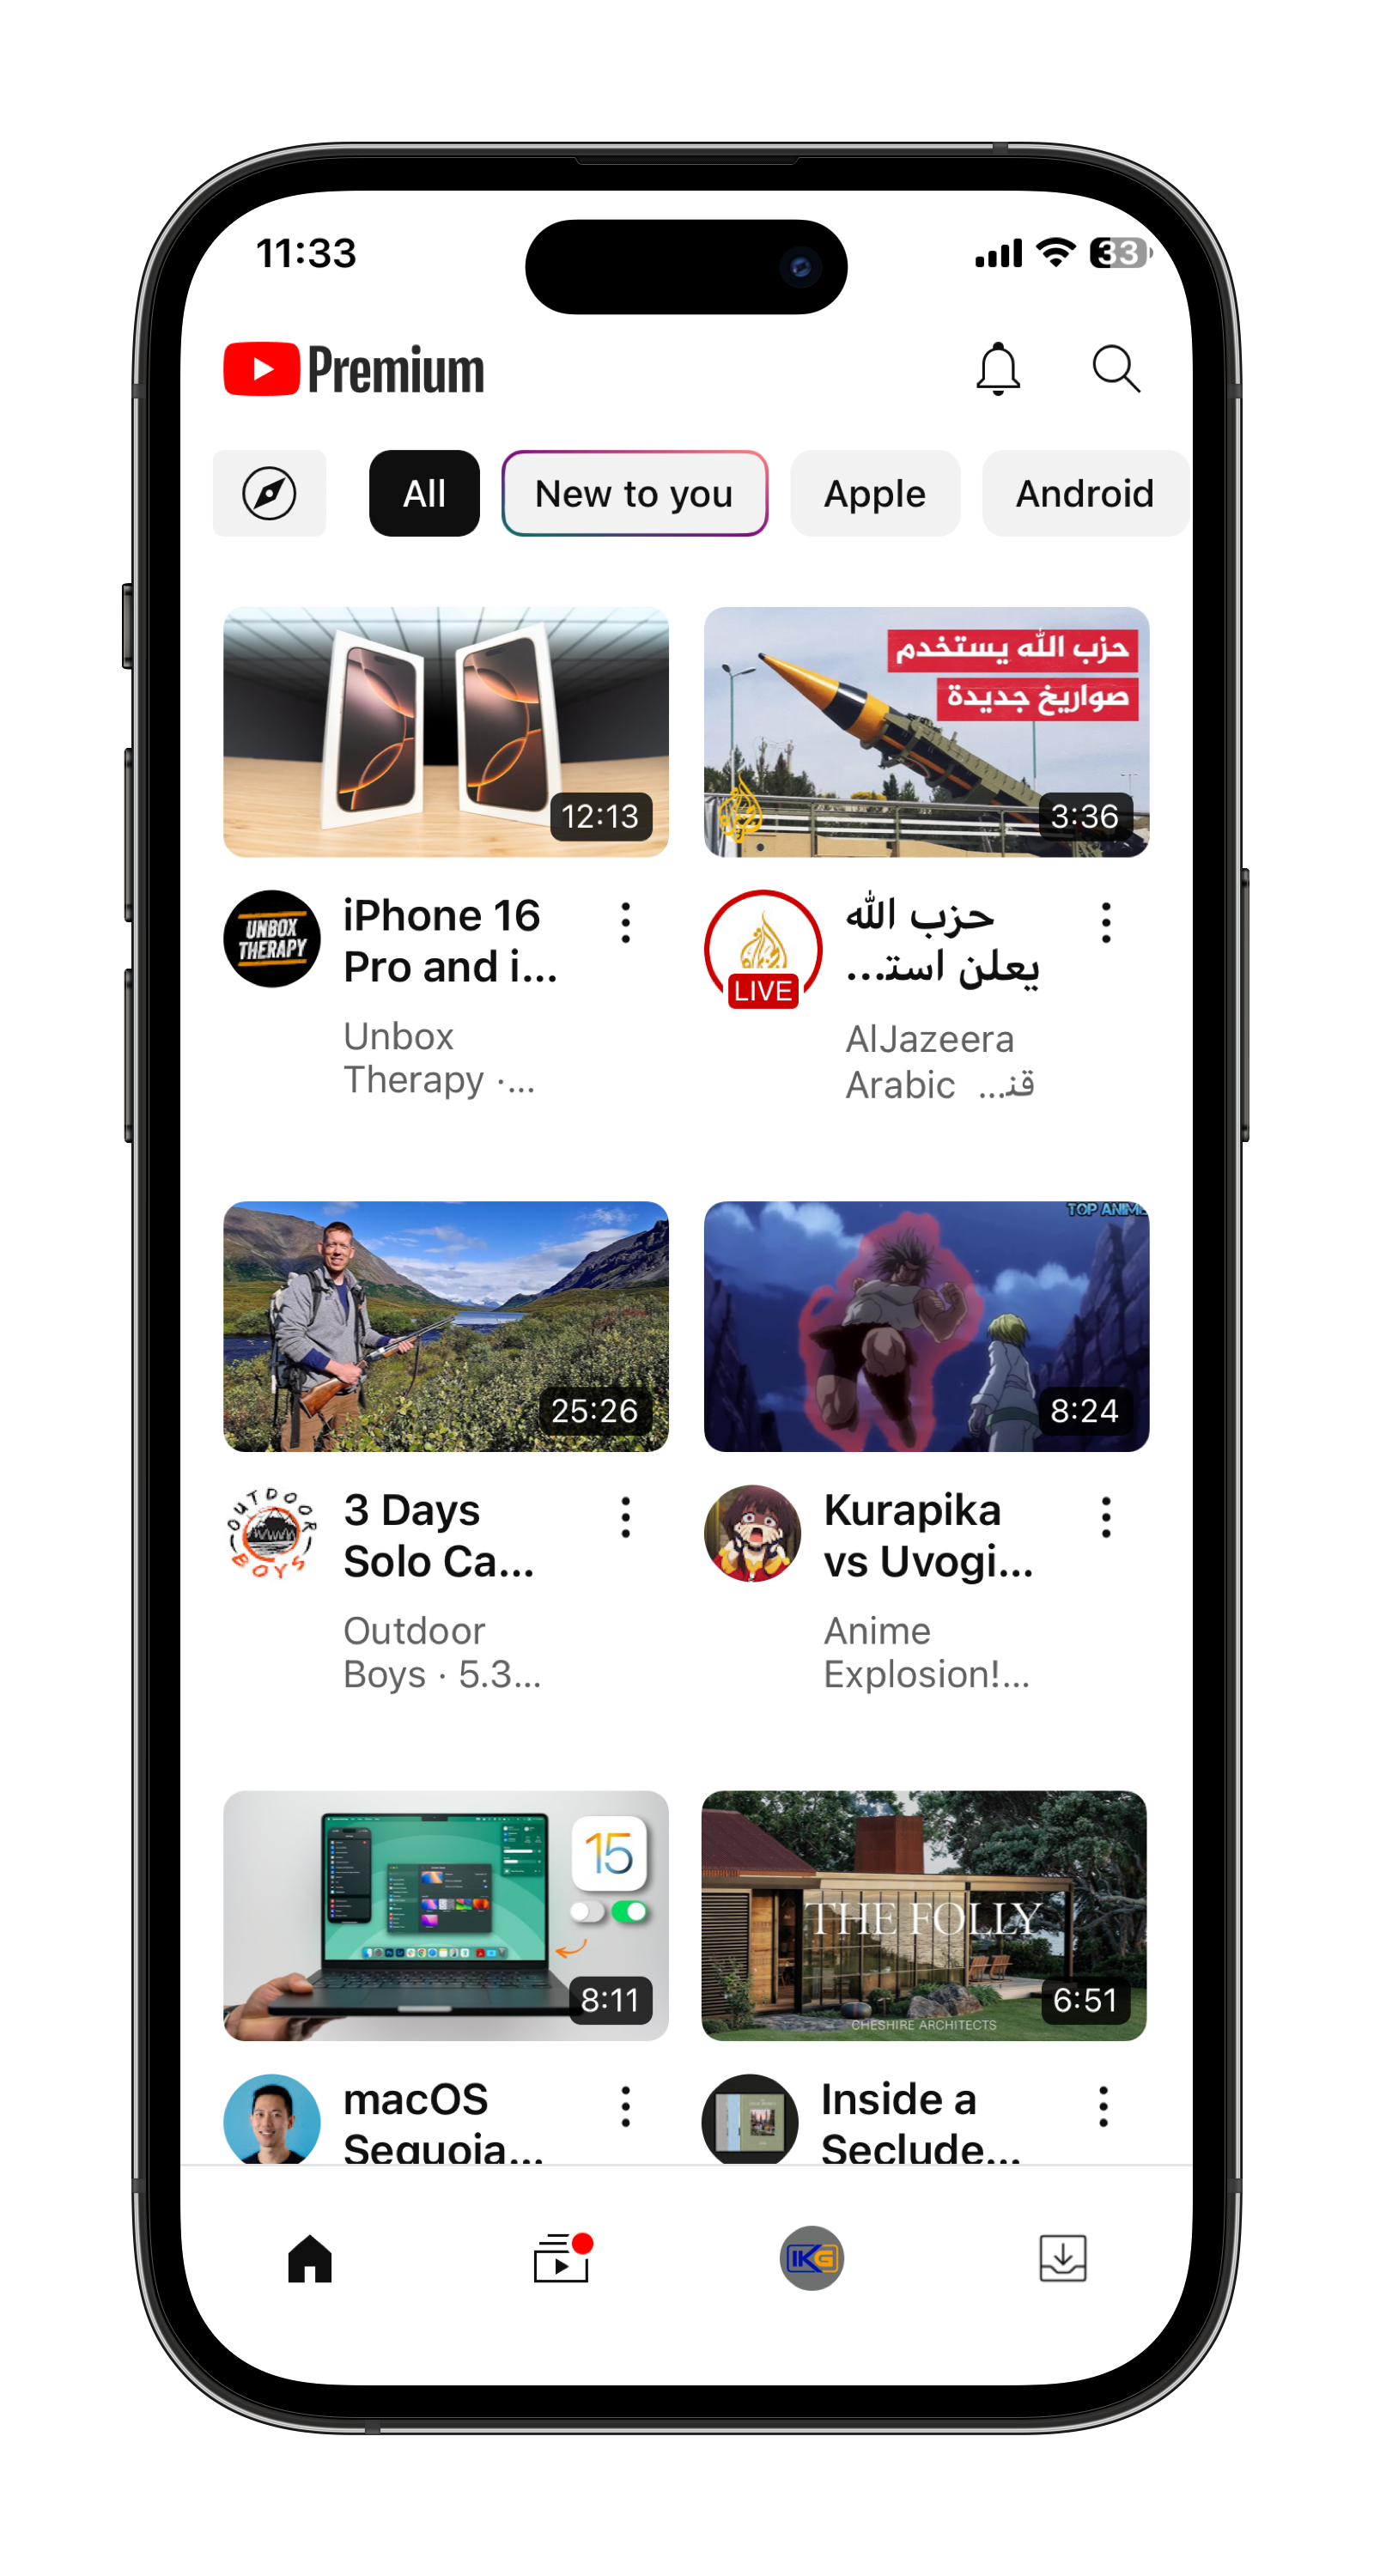 11:33
33
Premium
All
New to you
Apple
Android
حزب الله يستخدم
صواريخ جديدة
12:13
3:36
UNBOX
THERAPY
iPhone 16
Pro and i...
Unbox
Therapy ·...
LIVE
حزب الله
يعلن است...
AlJazeera
Arabic قنـ...
TOP ANIME
25:26
8:24
OUTDOOR
BOYS
3 Days
Solo Ca...
Outdoor
Boys · 5.3...
Kurapika
vs Uvogi...
Anime
Explosion!...
15
8:11
THE FOLLY
CHESHIRE ARCHITECTS
6:51
macOS
Sequoia...
Inside a
Seclude...
IKG